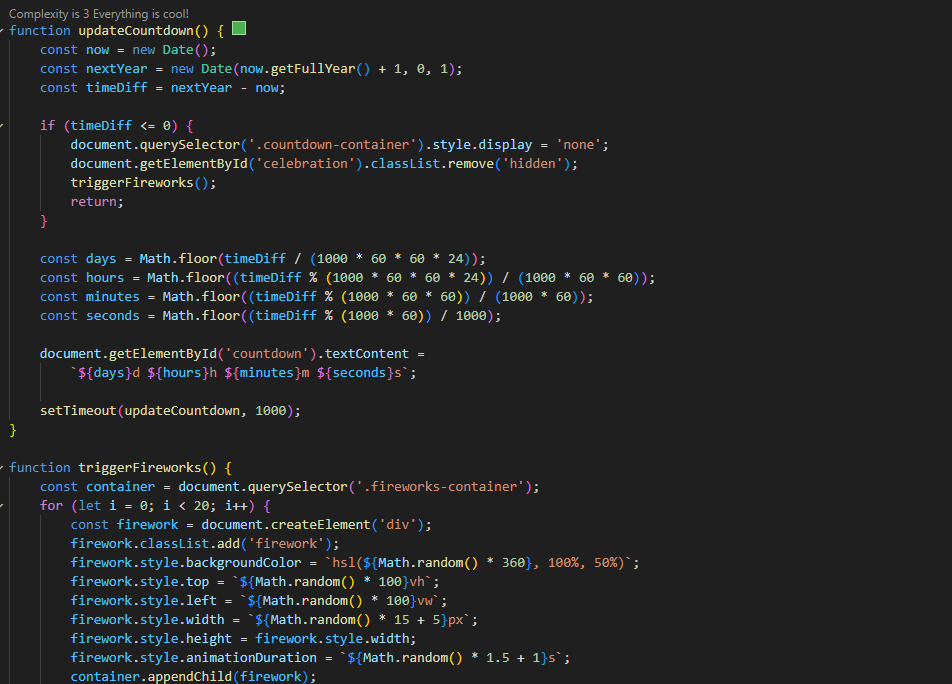 Complexity is 3 Everything is cool!
function updateCountdown() {
    const now = new Date();
    const nextYear = new Date(now.getFullYear() + 1, 0, 1);
    const timeDiff = nextYear - now;

    if (timeDiff <= 0) {
        document.querySelector('.countdown-container').style.display = 'none';
        document.getElementById('celebration').classList.remove('hidden');
        triggerFireworks();
        return;
    }

    const days = Math.floor(timeDiff / (1000 * 60 * 60 * 24));
    const hours = Math.floor((timeDiff % (1000 * 60 * 60 * 24)) / (1000 * 60 * 60));
    const minutes = Math.floor((timeDiff % (1000 * 60 * 60)) / (1000 * 60));
    const seconds = Math.floor((timeDiff % (1000 * 60)) / 1000);

    document.getElementById('countdown').textContent =
        `${days}d ${hours}h ${minutes}m ${seconds}s`;

    setTimeout(updateCountdown, 1000);
}

function triggerFireworks() {
    const container = document.querySelector('.fireworks-container');
    for (let i = 0; i < 20; i++) {
        const firework = document.createElement('div');
        firework.classList.add('firework');
        firework.style.backgroundColor = `hsl(${Math.random() * 360}, 100%, 50%)`;
        firework.style.top = `${Math.random() * 100}vh`;
        firework.style.left = `${Math.random() * 100}vw`;
        firework.style.width = `${Math.random() * 15 + 5}px`;
        firework.style.height = firework.style.width;
        firework.style.animationDuration = `${Math.random() * 1.5 + 1}s`;
        container.appendChild(firework);